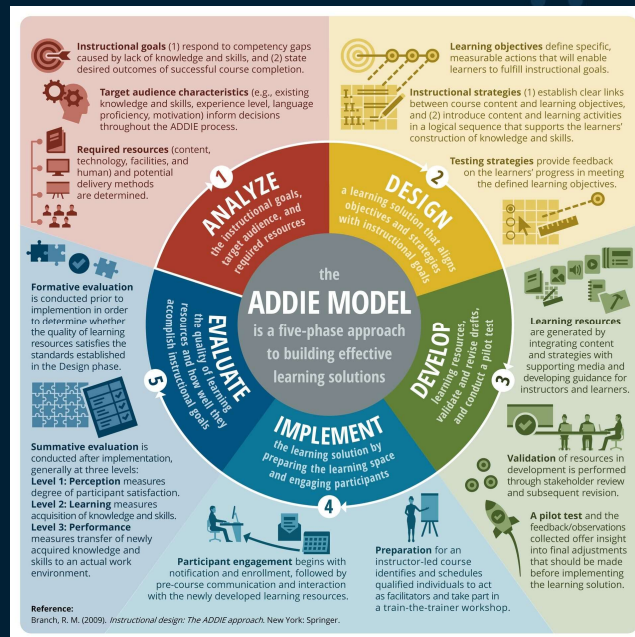 Instructional goals (1) respond to competency gaps
caused by lack of knowledge and skills, and (2) state
desired outcomes of successful course completion.
Target audience characteristics (e.g., existing
knowledge and skills, experience level, language
proficiency, motivation) inform decisions
throughout the ADDIE process.
Required resources (content,
technology, facilities, and
human) and potential
delivery methods
are determined.
Learning objectives define specific,
measurable actions that will enable
learners to fulfill instructional goals.
I.
II.
III.
Instructional strategies (1) establish clear links
between course content and learning objectives,
and (2) introduce content and learning activities
in a logical sequence that supports the learners'
construction of knowledge and skills.
Testing strategies provide feedback
on the learners' progress in meeting
the defined learning objectives.
1
ANALYZE
the instructional goals,
target audience, and
required resources
2
DESIGN
a learning solution that aligns
objectives and strategies
with instructional goals
the
ADDIE MODEL
is a five-phase approach
to building effective
learning solutions
3
DEVELOP
learning resources,
validate and revise drafts,
and conduct a pilot test
Learning resources
are generated by
integrating content
and strategies with
supporting media and
developing guidance for
instructors and learners.
Validation of resources in
development is performed
through stakeholder review
and subsequent revision.
A pilot test and the
feedback/observations
collected offer insight
into final adjustments
that should be made
before implementing
the learning solution.
IMPLEMENT
the learning solution by
preparing the learning space
and engaging participants
4
Preparation for an
instructor-led course
identifies and schedules
qualified individuals to act
as facilitators and take part in
a train-the-trainer workshop.
Participant engagement begins with
notification and enrollment, followed by
pre-course communication and interaction
with the newly developed learning resources.
5
EVALUATE
the quality of learning
resources and how well they
accomplish instructional goals
Formative evaluation
is conducted prior to
implementation in order
to determine whether
the quality of learning
resources satisfies the
standards established
in the Design phase.
Summative evaluation is
conducted after implementation,
generally at three levels:
Level 1: Perception measures
degree of participant satisfaction.
Level 2: Learning measures
acquisition of knowledge and skills.
Level 3: Performance
measures transfer of newly
acquired knowledge and
skills to an actual work
environment.
Reference:
Branch, R. M. (2009). Instructional design: The ADDIE approach. New York: Springer.